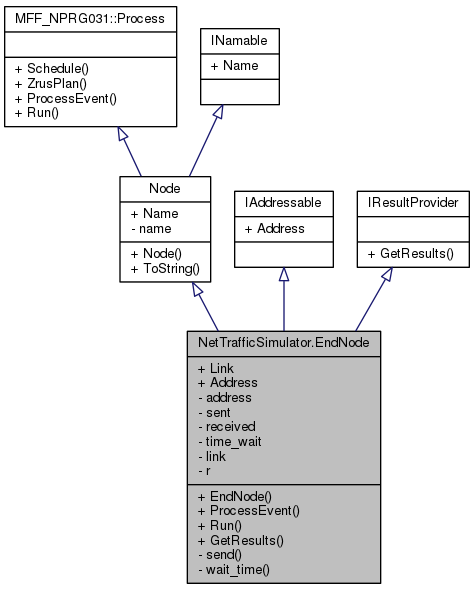 MFF_NPRG031::Process
+ Schedule()
+ ZrusPlan()
+ ProcessEvent()
+ Run()
INamable
+ Name
Node
+ Name
- name
+ Node()
+ ToString()
IAddressable
+ Address
IResultProvider
+ GetResults()
NetTrafficSimulator.EndNode
+ Link
+ Address
- address
- sent
- received
- time_wait
- link
- r
+ EndNode()
+ ProcessEvent()
+ Run()
+ GetResults()
- send()
- wait_time()